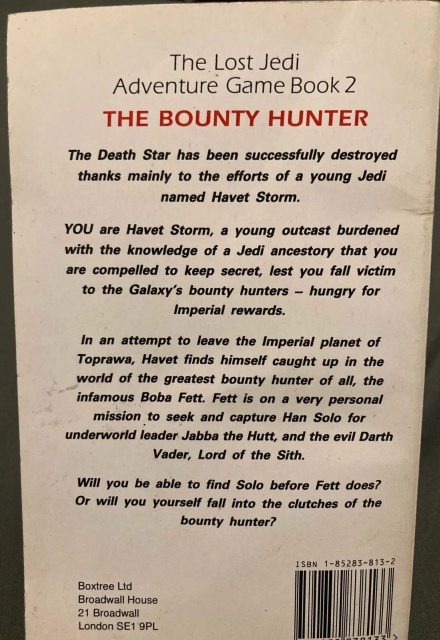 The Lost Jedi
Adventure Game Book 2
THE BOUNTY HUNTER
The Death Star has been successfully destroyed
thanks mainly to the efforts of a young Jedi
named Havet Storm.
YOU are Havet Storm, a young outcast burdened
with the knowledge of a Jedi ancestory that you
are compelled to keep secret, lest you fall victim
to the Galaxy's bounty hunters – hungry for
Imperial rewards.
In an attempt to leave the Imperial planet of
Toprawa, Havet finds himself caught up in the
world of the greatest bounty hunter of all, the
infamous Boba Fett. Fett is on a very personal
mission to seek and capture Han Solo for
underworld leader Jabba the Hutt, and the evil Darth
Vader, Lord of the Sith.
Will you be able to find Solo before Fett does?
Or will you yourself fall into the clutches of the
bounty hunter?
ISBN 1-85283-813-2
Boxtree Ltd
Broadwall House
21 Broadwall
London SE1 9PL